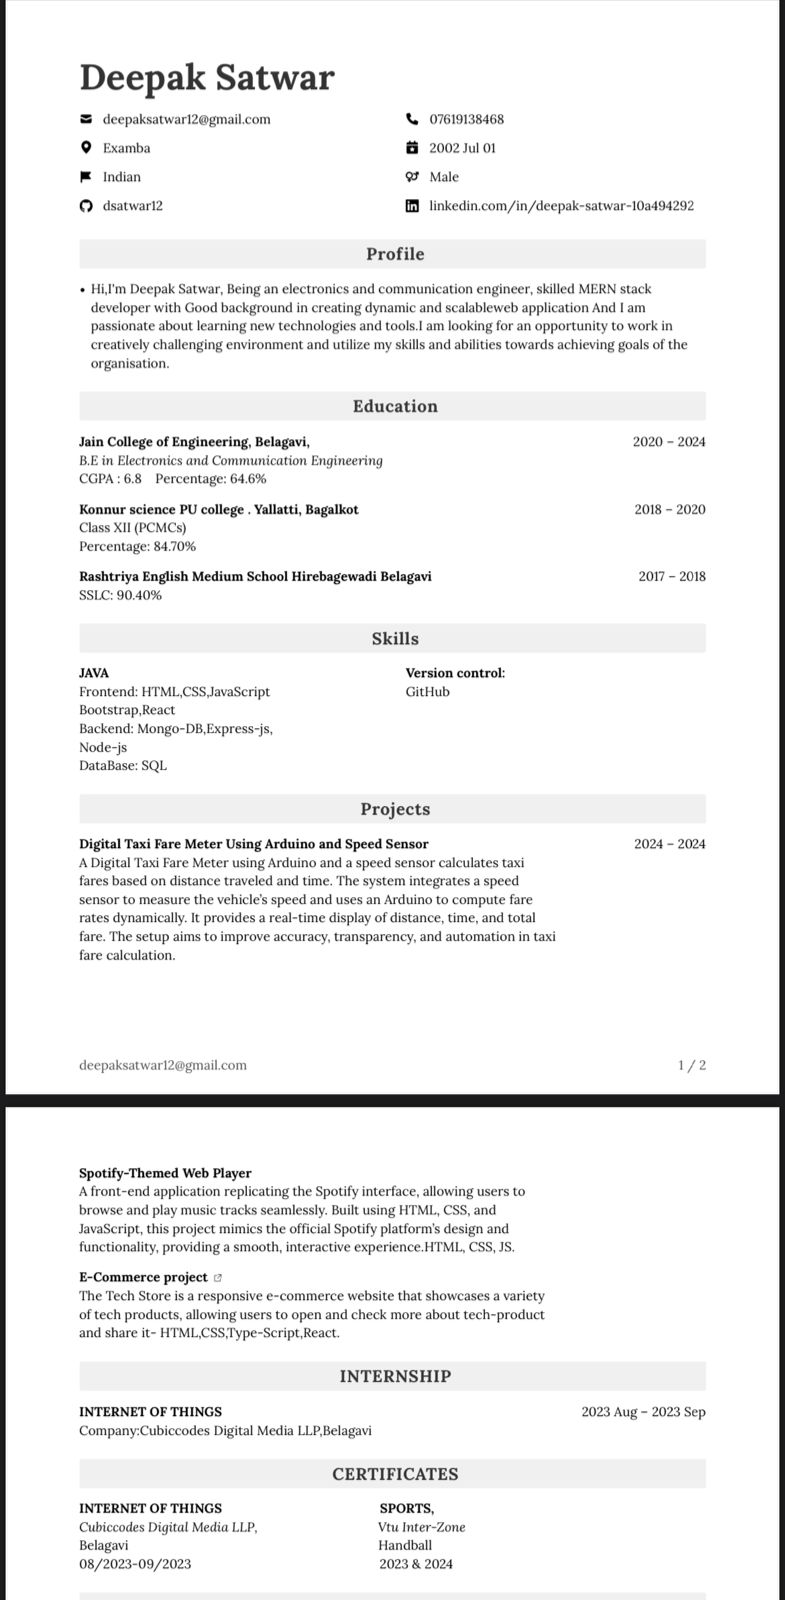 Deepak Satwar
deepaksatwar12@gmail.com
07619138468
Examba
2002 Jul 01
Indian
Male
dsatwar12
linkedin.com/in/deepak-satwar-10a494292
Profile
• Hi,I'm Deepak Satwar, Being an electronics and communication engineer, skilled MERN stack
developer with Good background in creating dynamic and scalableweb application And I am
passionate about learning new technologies and tools.I am looking for an opportunity to work in
creatively challenging environment and utilize my skills and abilities towards achieving goals of the
organisation.
Education
Jain College of Engineering, Belagavi, 2020 – 2024
B.E in Electronics and Communication Engineering
CGPA : 6.8 Percentage: 64.6%
Konnur science PU college . Yallatti, Bagalkot 2018 – 2020
Class XII (PCMCs)
Percentage: 84.70%
Rashtriya English Medium School Hirebagewadi Belagavi 2017 – 2018
SSLC: 90.40%
Skills
JAVA
Frontend: HTML,CSS,JavaScript
Bootstrap,React
Backend: Mongo-DB,Express-js,
Node-js
DataBase: SQL
Version control:
GitHub
Projects
Digital Taxi Fare Meter Using Arduino and Speed Sensor 2024 – 2024
A Digital Taxi Fare Meter using Arduino and a speed sensor calculates taxi
fares based on distance traveled and time. The system integrates a speed
sensor to measure the vehicle's speed and uses an Arduino to compute fare
rates dynamically. It provides a real-time display of distance, time, and total
fare. The setup aims to improve accuracy, transparency, and automation in taxi
fare calculation.
deepaksatwar12@gmail.com 1 / 2
Spotify-Themed Web Player
A front-end application replicating the Spotify interface, allowing users to
browse and play music tracks seamlessly. Built using HTML, CSS, and
JavaScript, this project mimics the official Spotify platform's design and
functionality, providing a smooth, interactive experience.HTML, CSS, JS.
E-Commerce project
The Tech Store is a responsive e-commerce website that showcases a variety
of tech products, allowing users to open and check more about tech-product
and share it- HTML,CSS,Type-Script,React.
INTERNSHIP
INTERNET OF THINGS 2023 Aug – 2023 Sep
Company:Cubiccodes Digital Media LLP,Belagavi
CERTIFICATES
INTERNET OF THINGS
Cubiccodes Digital Media LLP,
Belagavi
08/2023-09/2023
SPORTS,
Vtu Inter-Zone
Handball
2023 & 2024